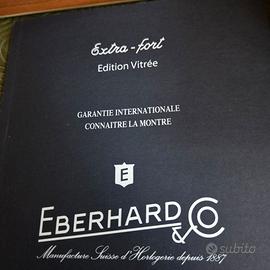 Extra-fort
Edition Vitrée
GARANTIE INTERNATIONALE
CONNAITRE LA MONTRE
E
EBERHARD & CO
Manufacture Suisse d'Horlogerie depuis 1887
subito